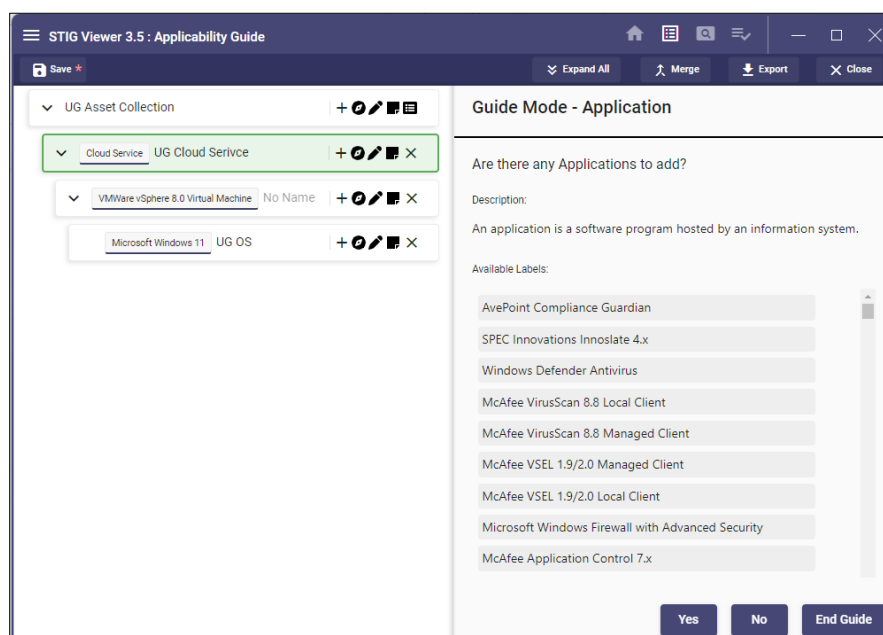 STIG Viewer 3.5 : Applicability Guide
Save *
Expand All
Merge
Export
Close
UG Asset Collection
Cloud Service UG Cloud Serivce
VMWare vSphere 8.0 Virtual Machine No Name
Microsoft Windows 11 UG OS
Guide Mode - Application
Are there any Applications to add?
Description:
An application is a software program hosted by an information system.
Available Labels:
AvePoint Compliance Guardian
SPEC Innovations Innoslate 4.x
Windows Defender Antivirus
McAfee VirusScan 8.8 Local Client
McAfee VirusScan 8.8 Managed Client
McAfee VSEL 1.9/2.0 Managed Client
McAfee VSEL 1.9/2.0 Local Client
Microsoft Windows Firewall with Advanced Security
McAfee Application Control 7.x
Yes
No
End Guide